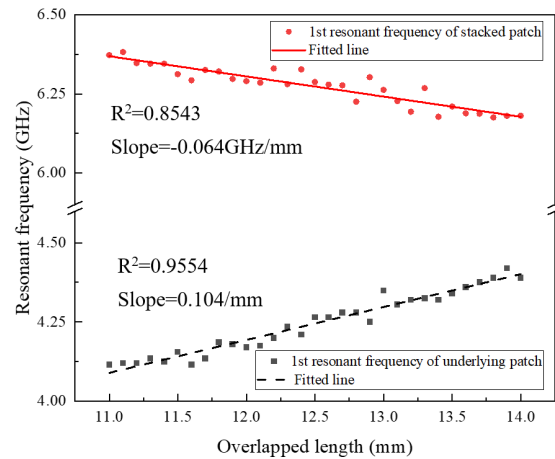 6.50
6.25
6.00
4.50
4.25
4.00
Resonant frequency (GHz)
1st resonant frequency of stacked patch
Fitted line
R²=0.8543
Slope=-0.064GHz/mm
R²=0.9554
Slope=0.104/mm
1st resonant frequency of underlying patch
Fitted line
11.0 11.5 12.0 12.5 13.0 13.5 14.0
Overlapped length (mm)